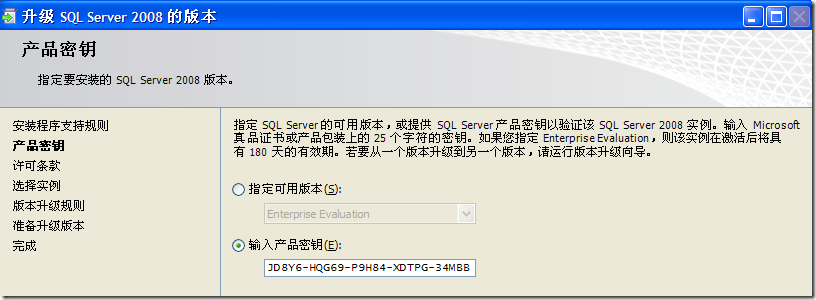 升级 SQL Server 2008 的版本
产品密钥
指定要安装的 SQL Server 2008 版本。
安装程序支持规则
产品密钥
许可条款
选择实例
版本升级规则
准备升级版本
完成
指定 SQL Server 的可用版本，或提供 SQL Server 产品密钥以验证该 SQL Server 2008 实例。输入 Microsoft
真品证书或产品包装上的 25 个字符的密钥。如果您指定 Enterprise Evaluation，则该实例在激活后将具
有 180 天的有效期。若要从一个版本升级到另一个版本，请运行版本升级向导。
指定可用版本(S):
Enterprise Evaluation
输入产品密钥(E):
JD8Y6-HQG69-P9H84-XDTPG-34MBB